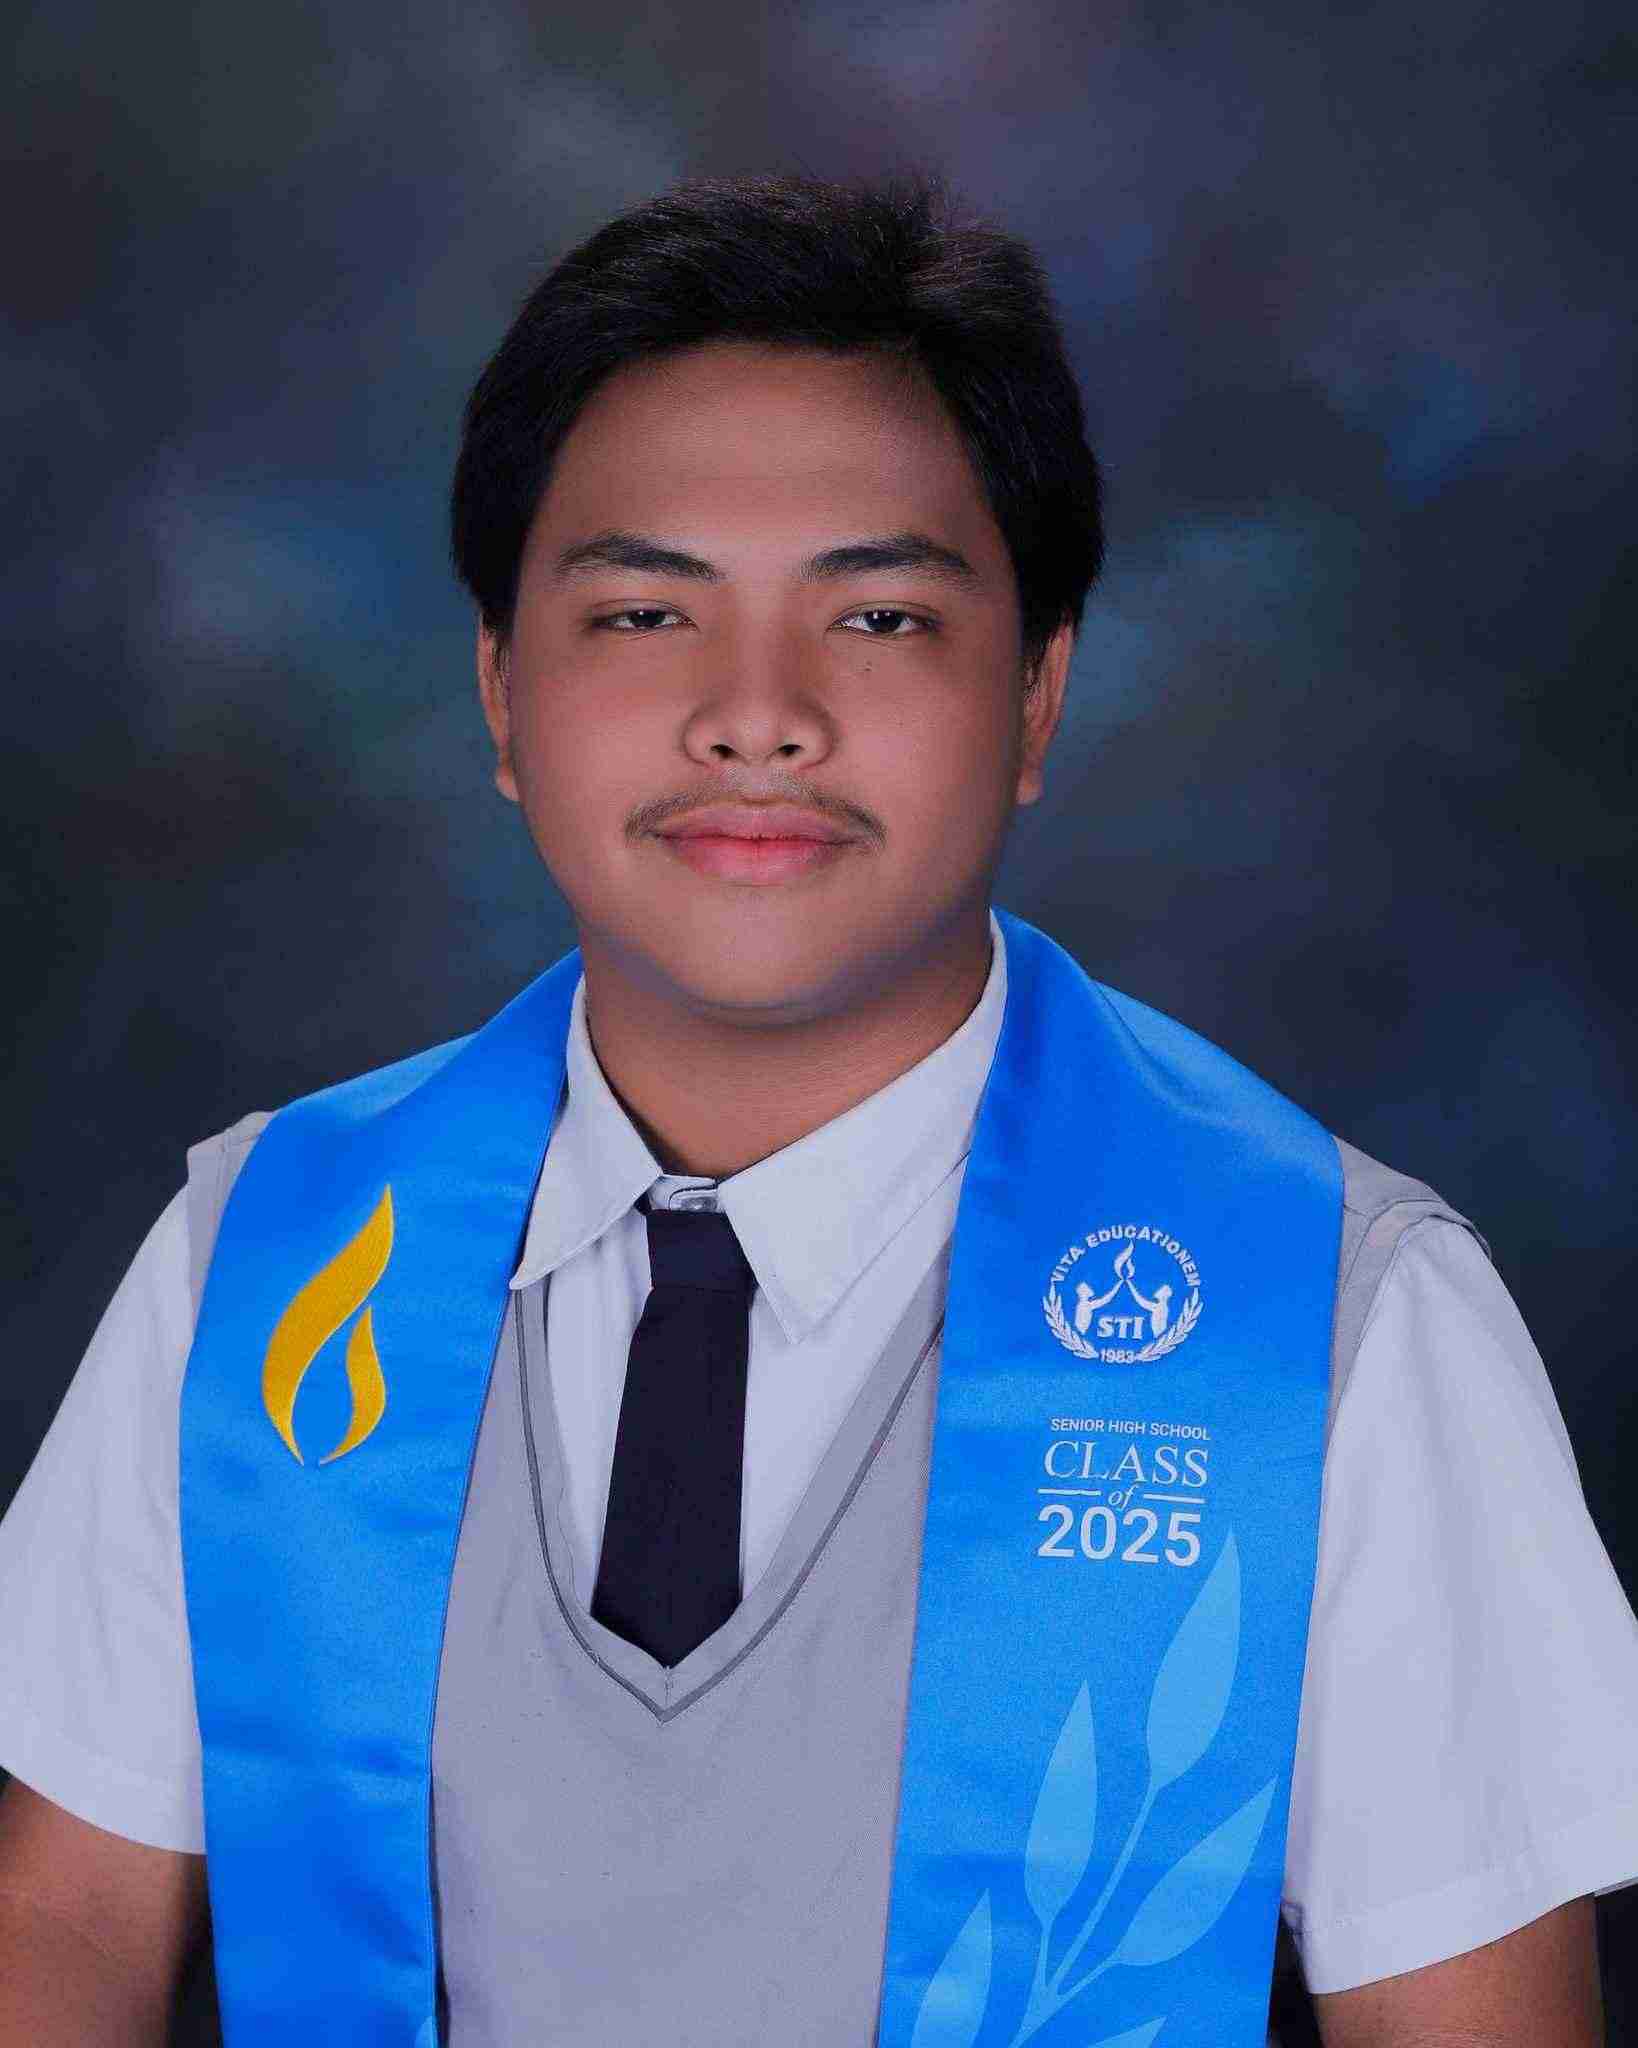 VITA EDUCATIONEM
STI
1983
SENIOR HIGH SCHOOL
CLASS
of
2025